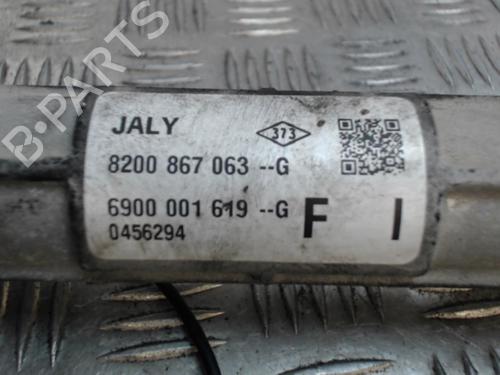 JALY
373
8200 867 063 --G
6900 001 619 --G
0456294
F I
B-PARTS